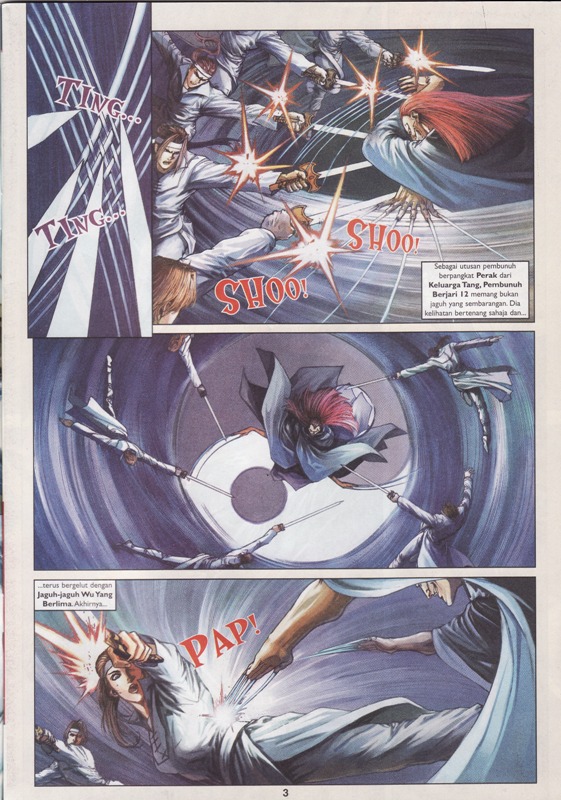 TING...
TING...
SHOO!
SHOO!
Sebagai utusan pembunuh
berpangkat Perak dari
Keluarga Tang, Pembunuh
Berjari 12 memang bukan
jaguh yang sembarangan. Dia
kelihatan bertenang sahaja dan...
...terus bergelut dengan
Jaguh-jaguh Wu Yang
Berlima. Akhirnya...
PAP!
3